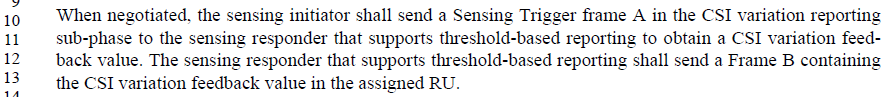 10 When negotiated, the sensing initiator shall send a Sensing Trigger frame A in the CSI variation reporting
11 sub-phase to the sensing responder that supports threshold-based reporting to obtain a CSI variation feed-
12 back value. The sensing responder that supports threshold-based reporting shall send a Frame B containing
13 the CSI variation feedback value in the assigned RU.